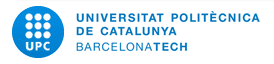 UPC
UNIVERSITAT POLITÈCNICA
DE CATALUNYA
BARCELONATECH